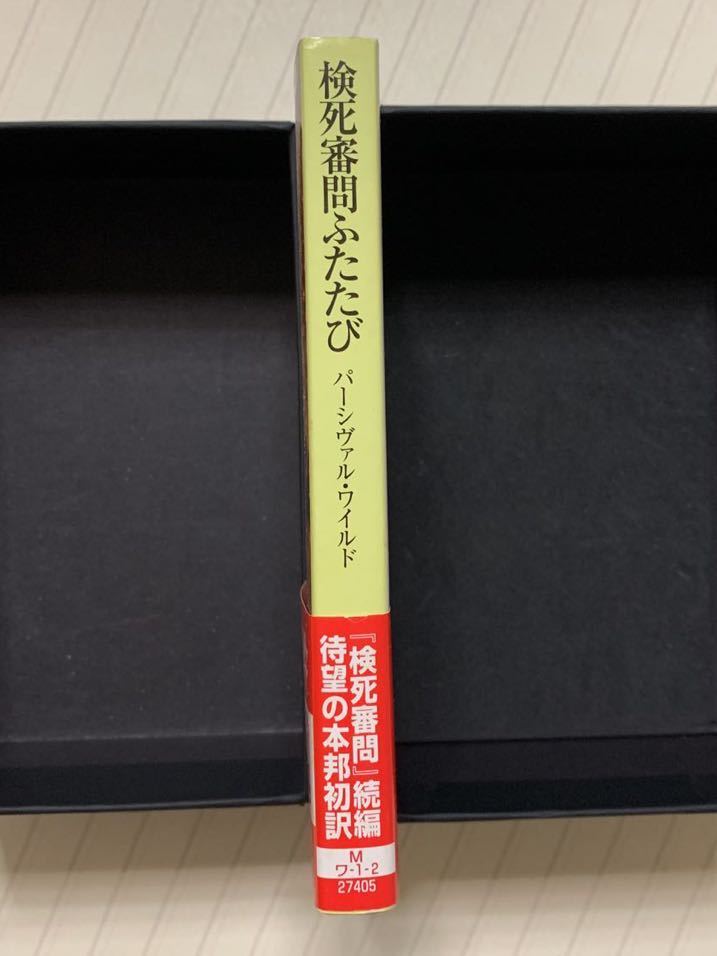 検死審問ふたたび
パーシヴァル・ワイルド
『検死審問』続編
待望の本邦初訳
M
ワ-1-2
27405